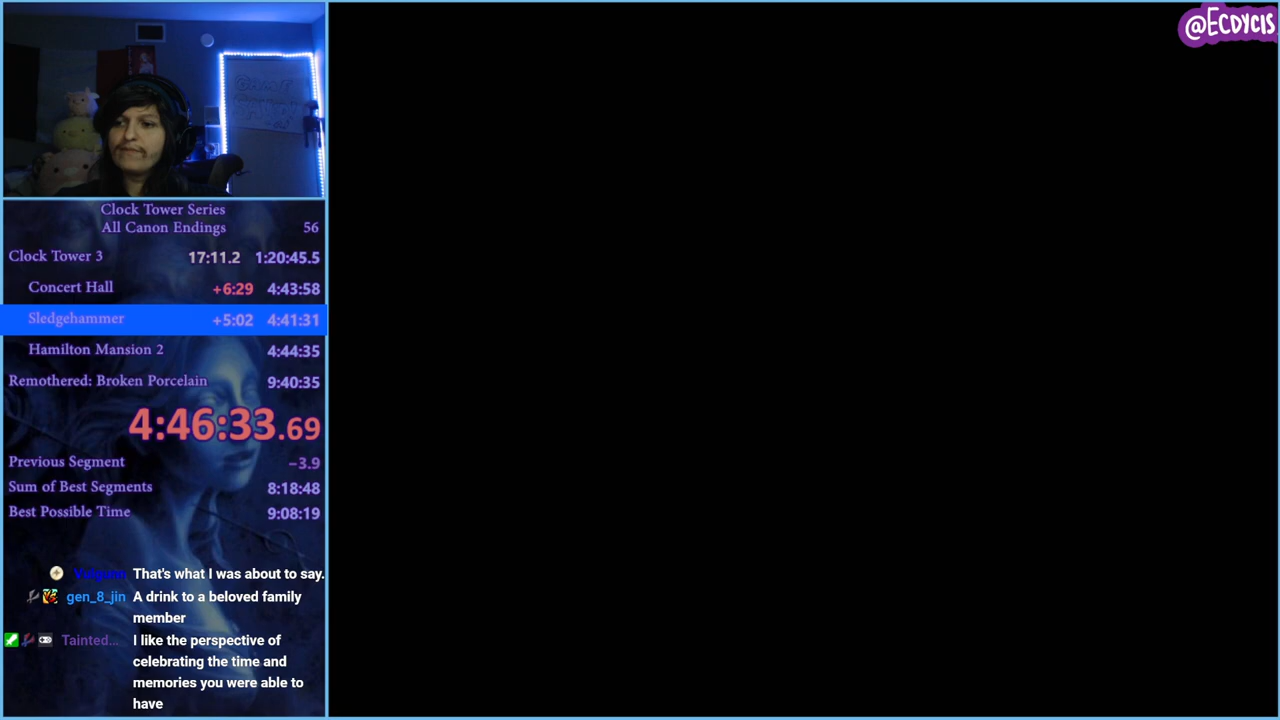 @ECDYCIS
Clock Tower Series
All Canon Endings 56
Clock Tower 3 17:11.2 1:20:45.5
Concert Hall +6:29 4:43:58
Sledgehammer +5:02 4:41:31
Hamilton Mansion 2 4:44:35
Remothered: Broken Porcelain 9:40:35
4:46:33.69
Previous Segment −3.9
Sum of Best Segments 8:18:48
Best Possible Time 9:08:19
That's what I was about to say.
gen_8_jin A drink to a beloved family
member
Tainted... I like the perspective of
celebrating the time and
memories you were able to
have